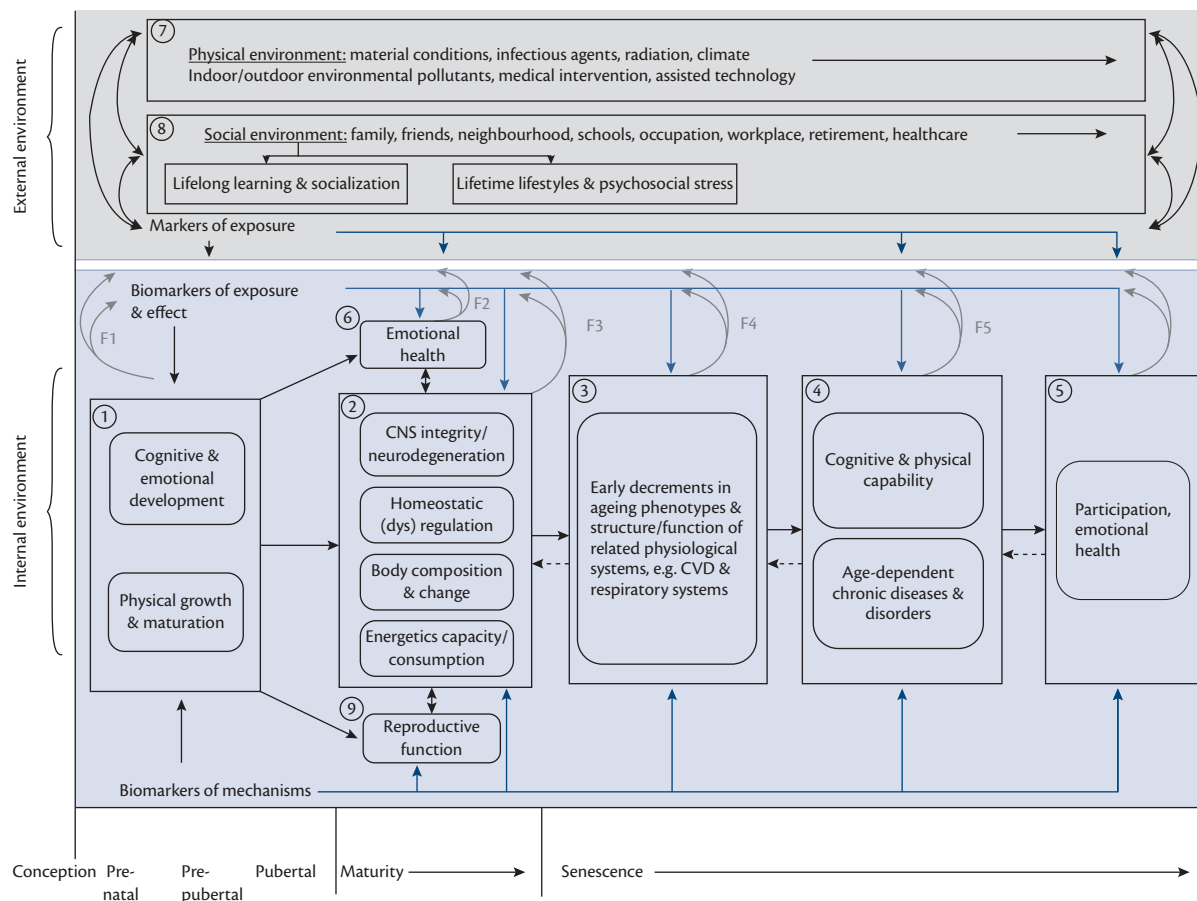 External environment
7
Physical environment: material conditions, infectious agents, radiation, climate
Indoor/outdoor environmental pollutants, medical intervention, assisted technology
8
Social environment: family, friends, neighbourhood, schools, occupation, workplace, retirement, healthcare
Lifelong learning & socialization
Lifetime lifestyles & psychosocial stress
Markers of exposure
Internal environment
Biomarkers of exposure
& effect
F1
F2
F3
F4
F5
6
Emotional
health
1
Cognitive &
emotional
development
Physical growth
& maturation
2
CNS integrity/
neurodegeneration
Homeostatic
(dys) regulation
Body composition
& change
Energetics capacity/
consumption
9
Reproductive
function
3
Early decrements in
ageing phenotypes &
structure/function of
related physiological
systems, e.g. CVD &
respiratory systems
4
Cognitive & physical
capability
Age-dependent
chronic diseases &
disorders
5
Participation,
emotional
health
Biomarkers of mechanisms
Conception
Pre-
natal
Pre-
pubertal
Pubertal
Maturity
Senescence